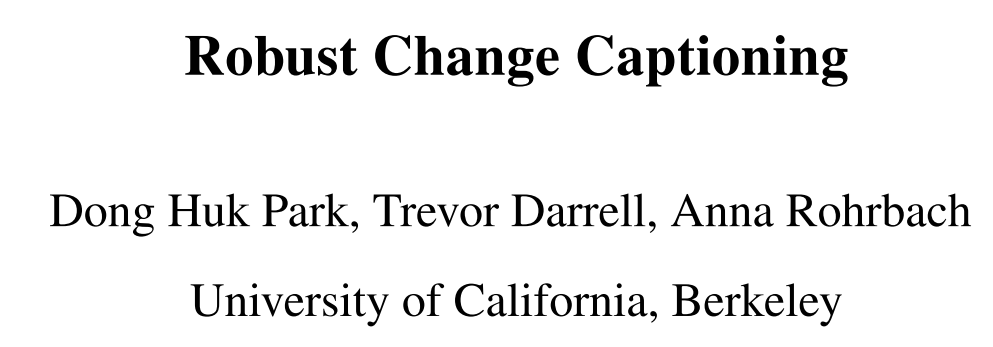 Robust Change Captioning
Dong Huk Park, Trevor Darrell, Anna Rohrbach
University of California, Berkeley